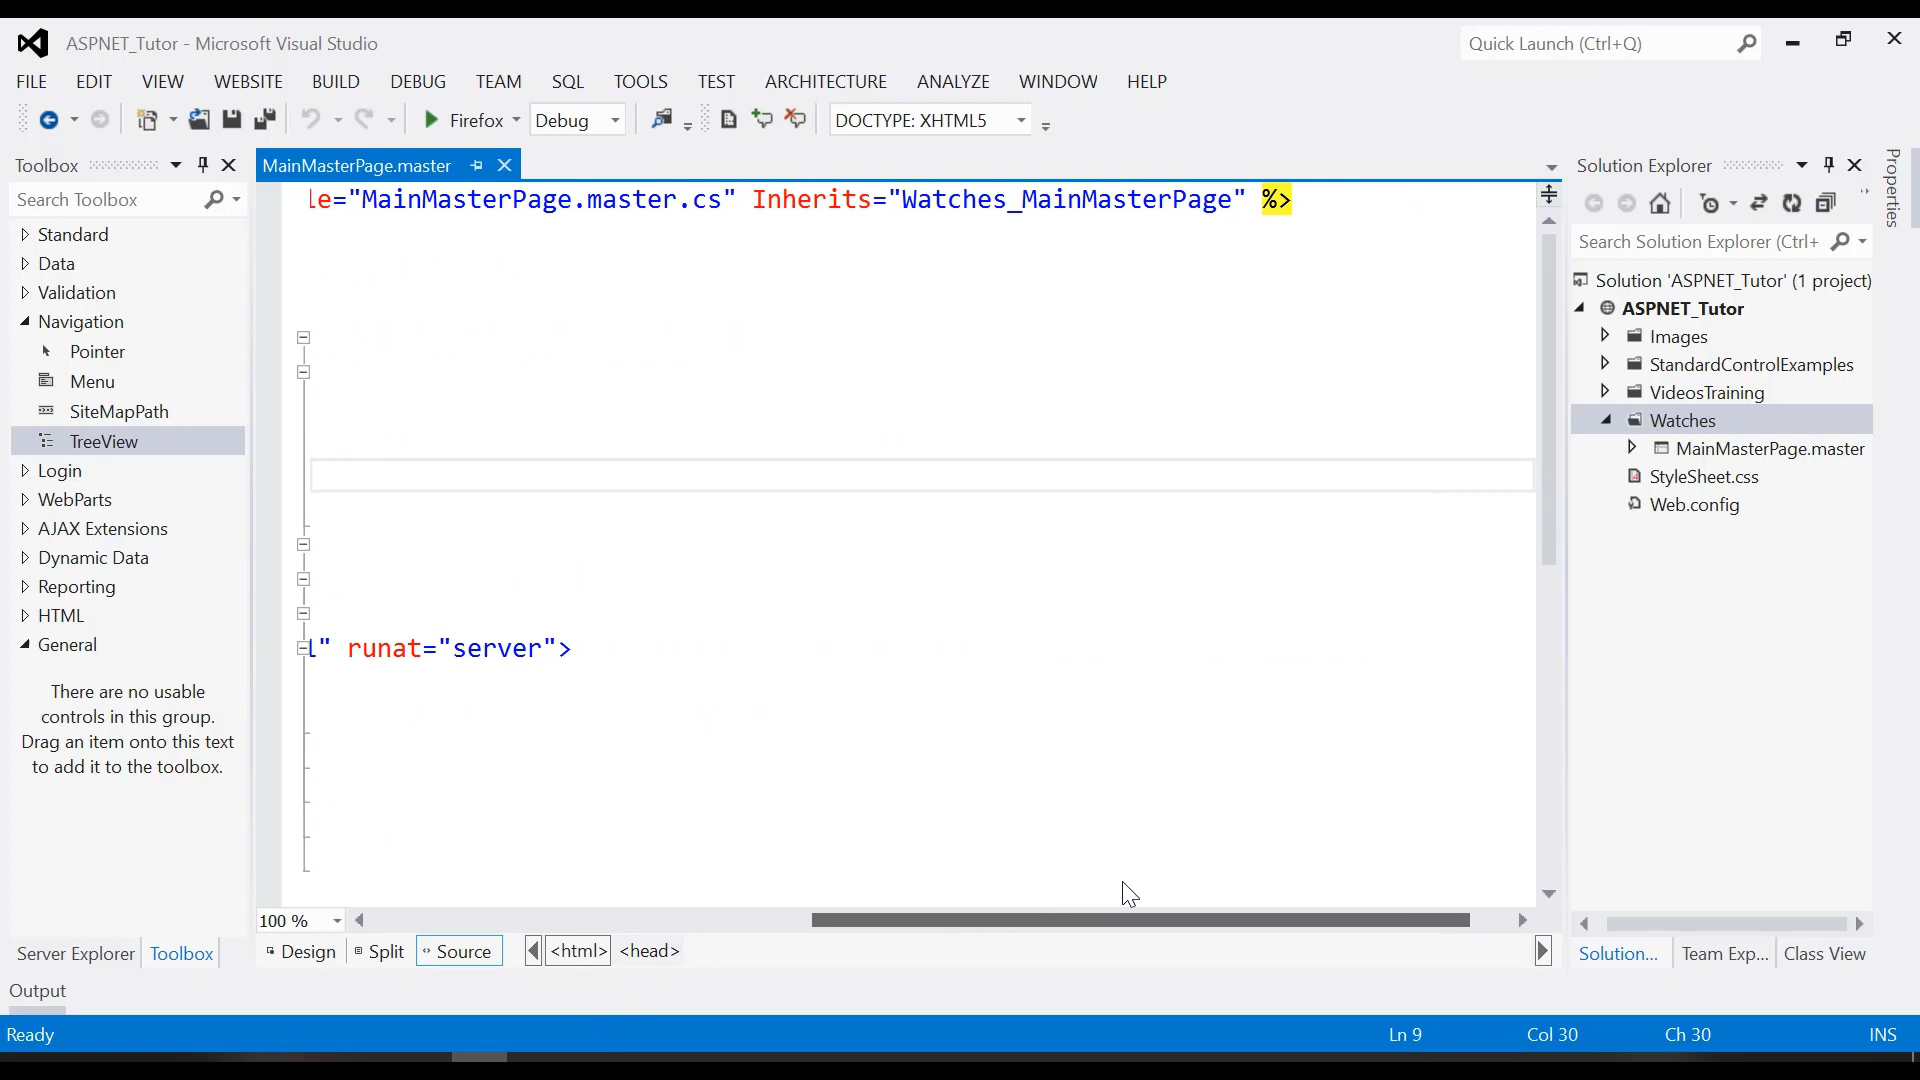 ASPNET_Tutor - Microsoft Visual Studio
Quick Launch (Ctrl+Q)
FILE EDIT VIEW WEBSITE BUILD DEBUG TEAM SQL TOOLS TEST ARCHITECTURE ANALYZE WINDOW HELP
Firefox Debug DOCTYPE: XHTML5
Toolbox
Search Toolbox
Standard
Data
Validation
Navigation
Pointer
Menu
SiteMapPath
TreeView
Login
WebParts
AJAX Extensions
Dynamic Data
Reporting
HTML
General
There are no usable
controls in this group.
Drag an item onto this text
to add it to the toolbox.
Server Explorer Toolbox
MainMasterPage.master
le="MainMasterPage.master.cs" Inherits="Watches_MainMasterPage" %>
1" runat="server">
100 %
Design Split Source <html> <head>
Solution Explorer
Search Solution Explorer (Ctrl+
Solution 'ASPNET_Tutor' (1 project)
ASPNET_Tutor
Images
StandardControlExamples
VideosTraining
Watches
MainMasterPage.master
StyleSheet.css
Web.config
Solution... Team Exp... Class View
Properties
Output
Ready Ln 9 Col 30 Ch 30 INS